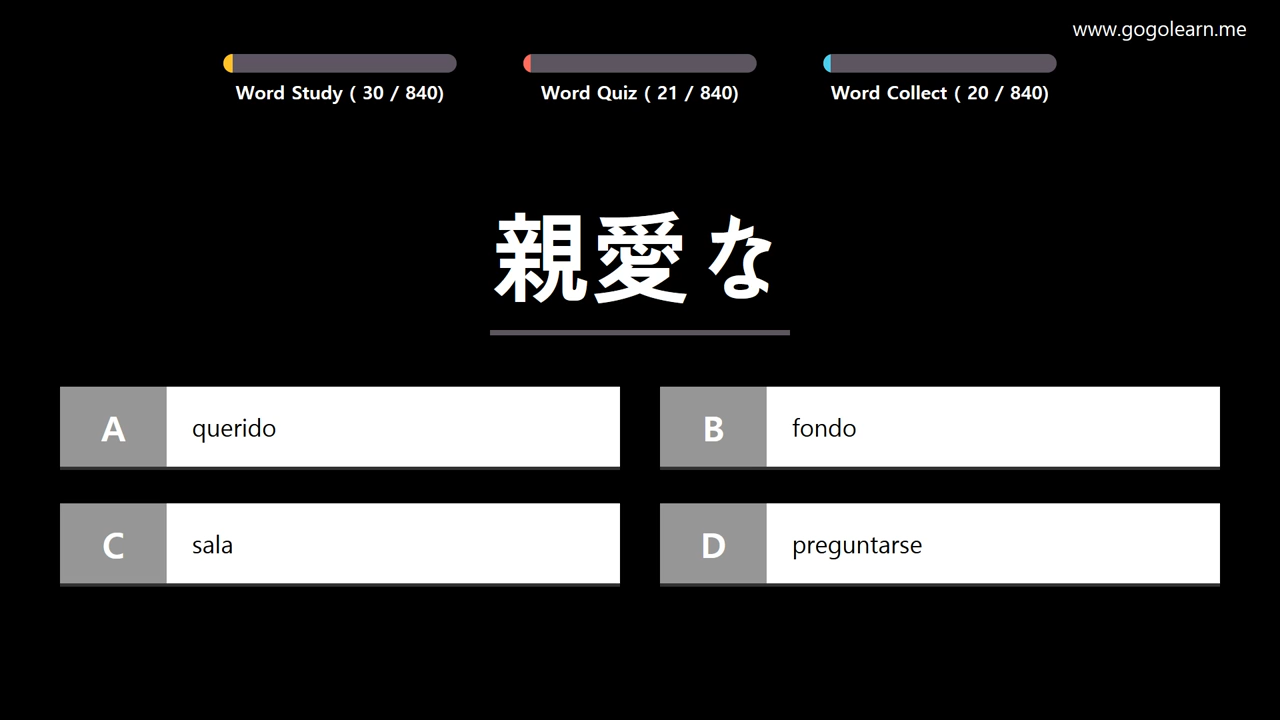 www.gogolearn.me
Word Study ( 30 / 840)
Word Quiz ( 21 / 840)
Word Collect ( 20 / 840)
親愛な
A querido
B fondo
C sala
D preguntarse